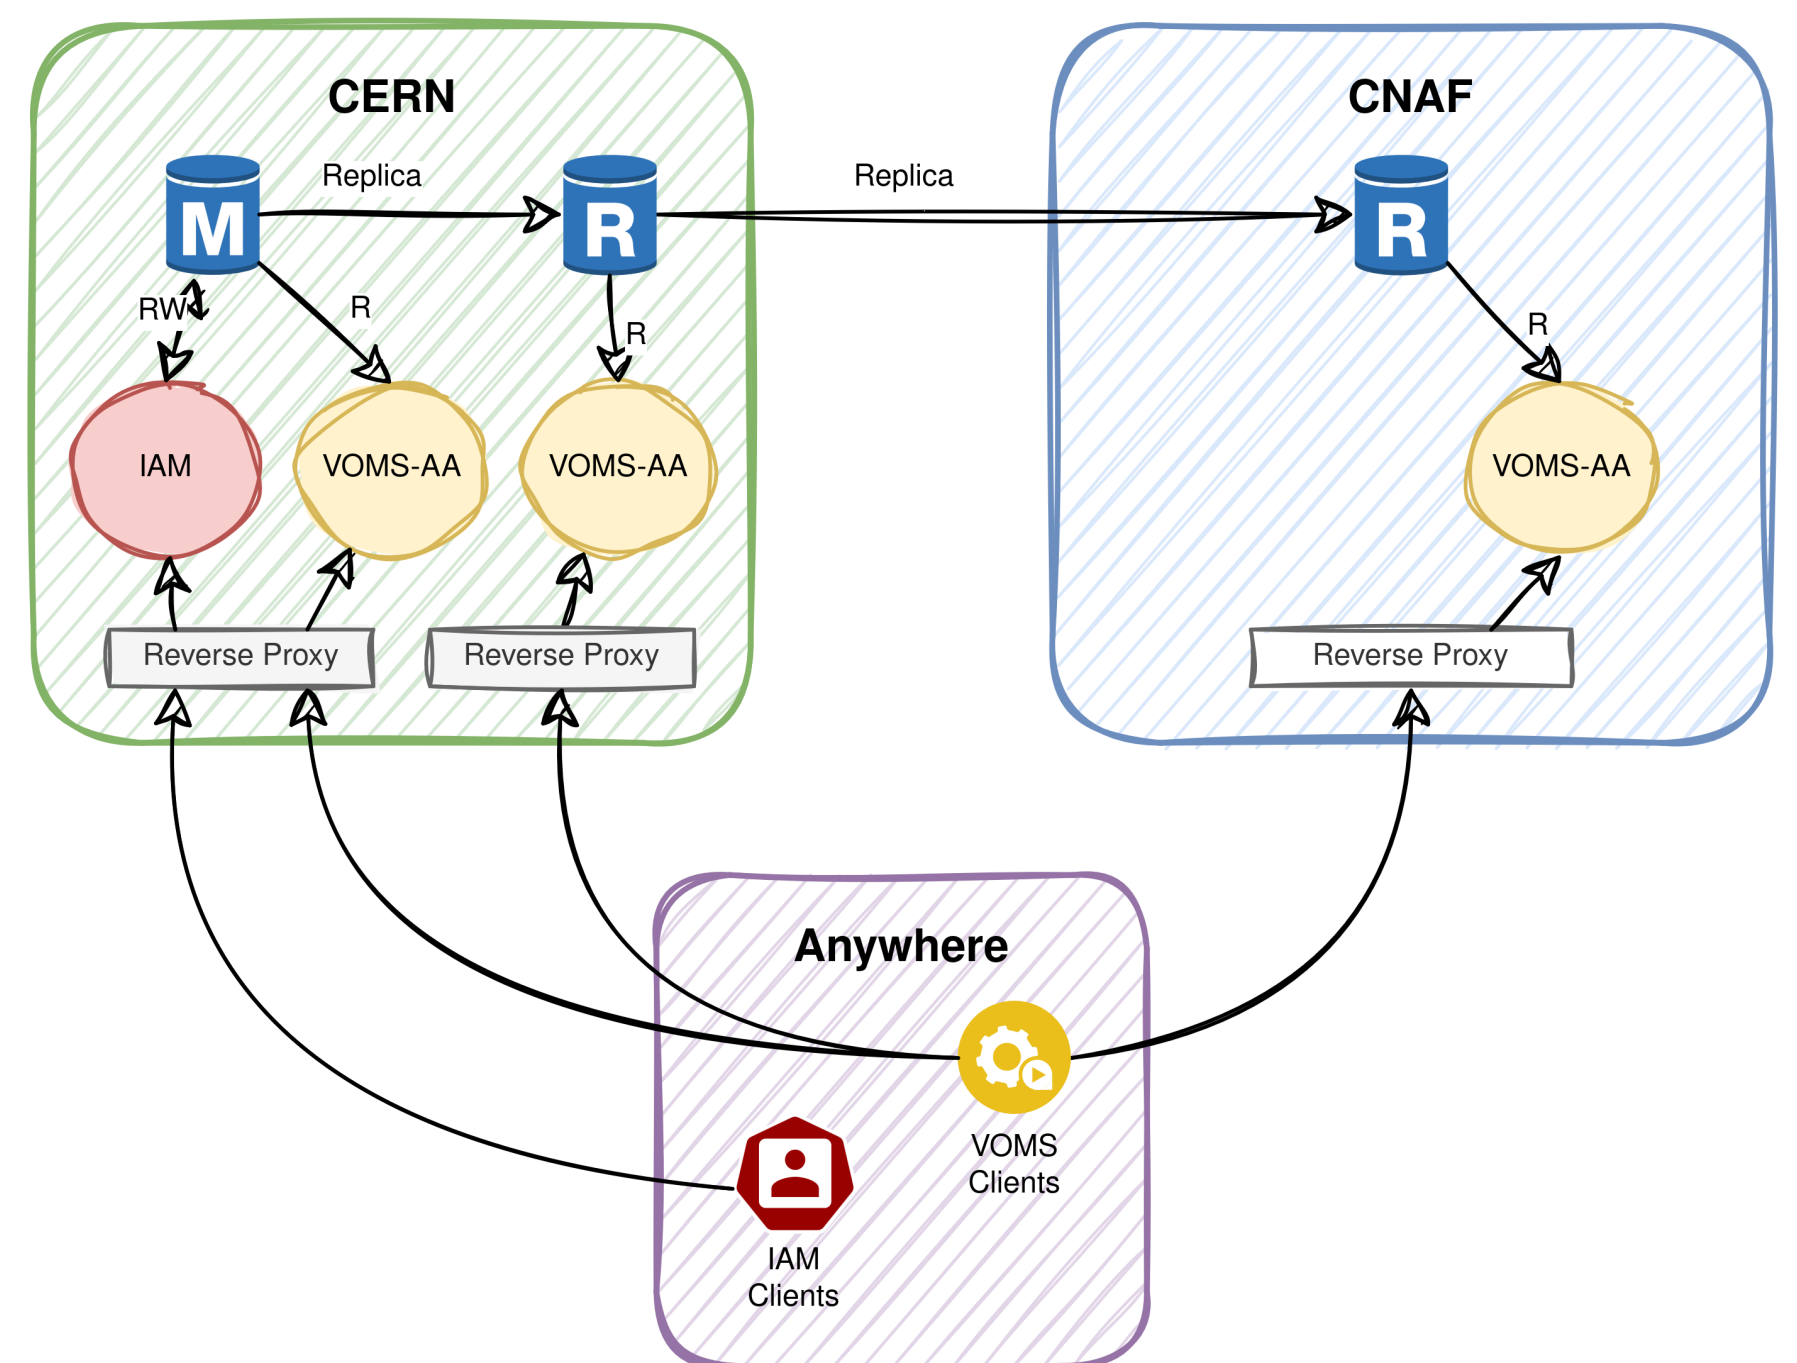 CERN
CNAF
Replica
Replica
M
R
R
RW
R
R
R
IAM
VOMS-AA
VOMS-AA
VOMS-AA
Reverse Proxy
Reverse Proxy
Reverse Proxy
Anywhere
VOMS
Clients
IAM
Clients